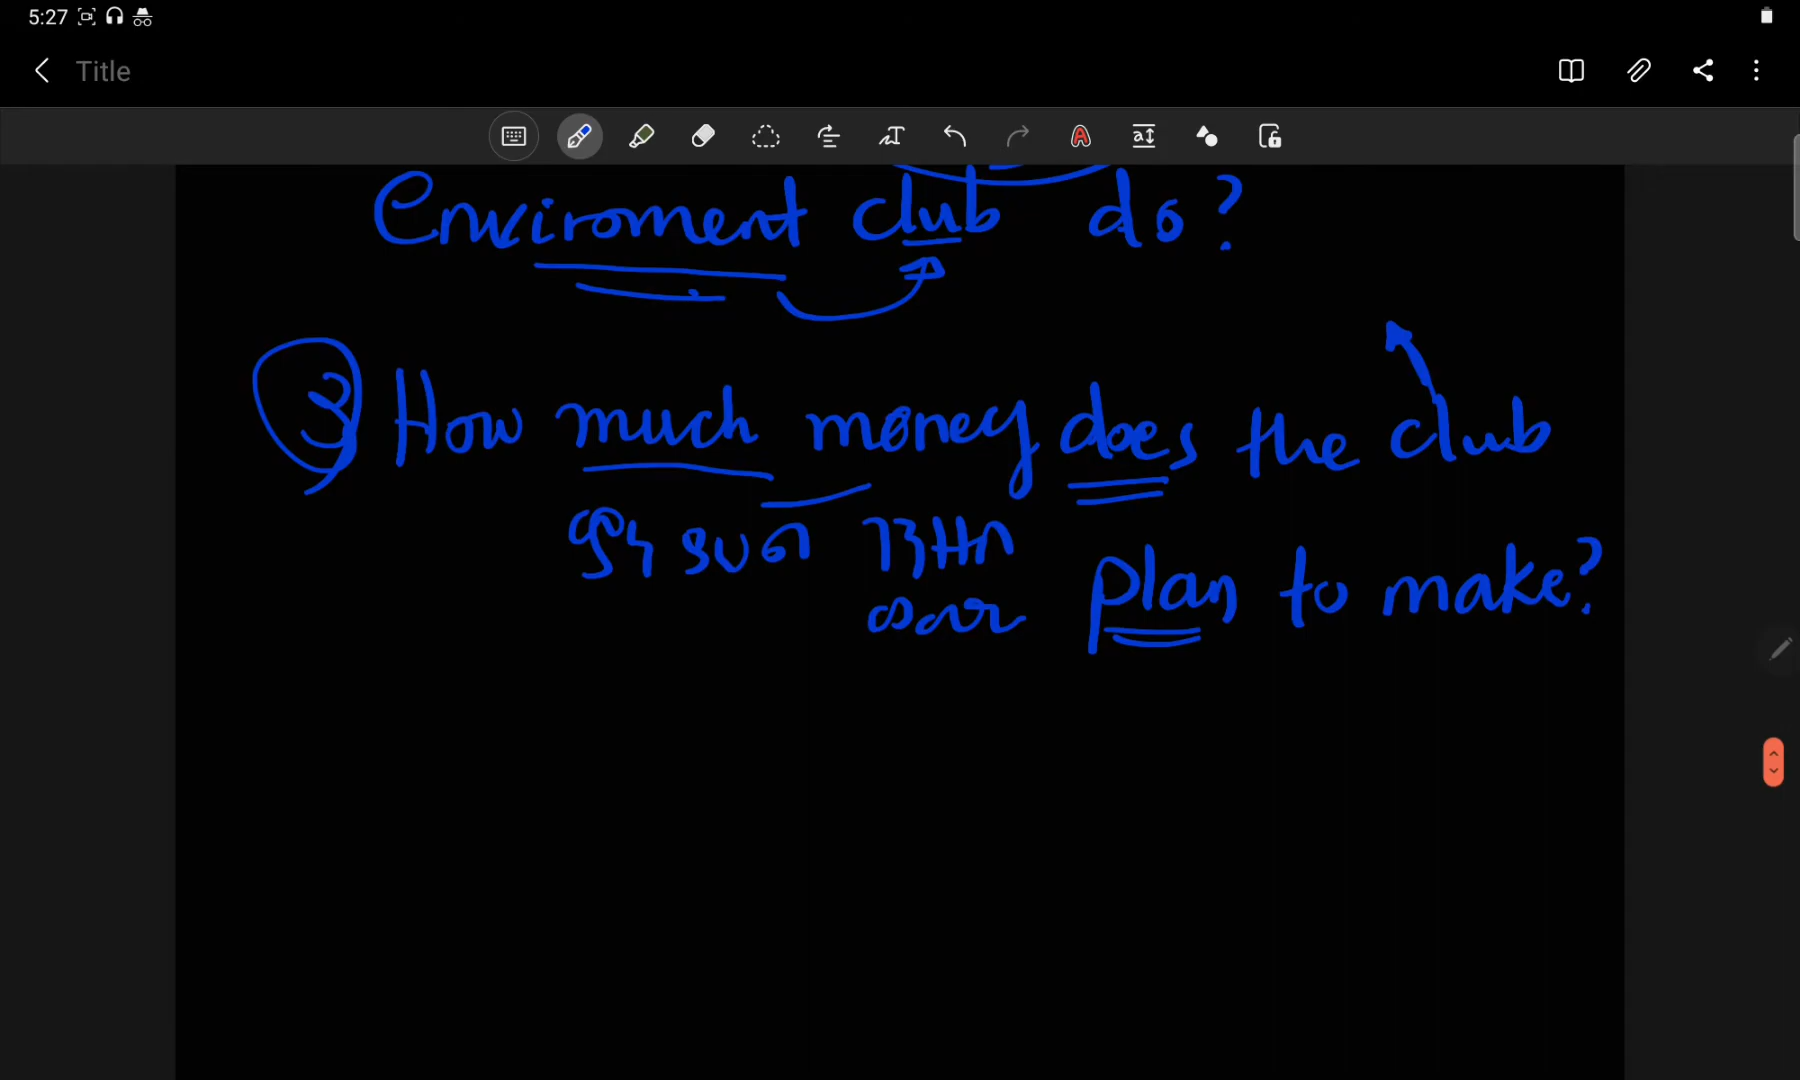 5:27
Title
Enviroment club do?
3 How much money does the club
plan to make?